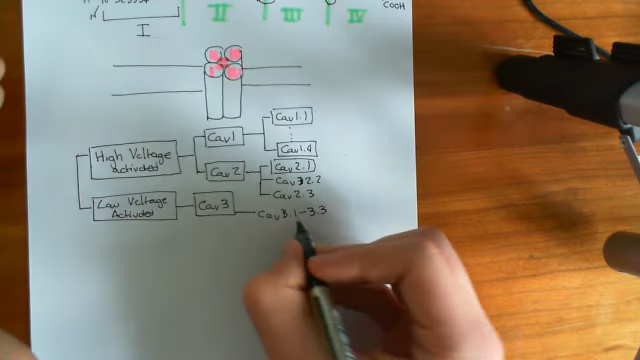 COOH
I
II
III
IV
High Voltage
Activated
Cav1
Cav1.1
Cav1.4
Cav2
Cav2.1
Cav2.2
Cav2.3
Low Voltage
Activated
Cav3
Cav3.1-3.3